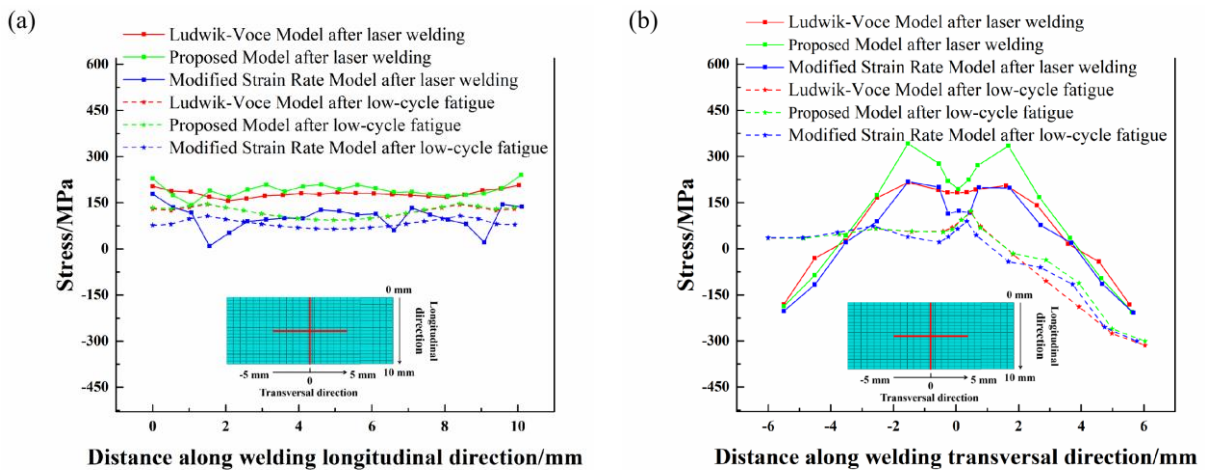 (a)
Ludwik-Voce Model after laser welding
Proposed Model after laser welding
Modified Strain Rate Model after laser welding
Ludwik-Voce Model after low-cycle fatigue
Proposed Model after low-cycle fatigue
Modified Strain Rate Model after low-cycle fatigue
Stress/MPa
600
450
300
150
0
-150
-300
-450
0 mm
Longitudinal
direction
10 mm
-5 mm
0
5 mm
Transversal direction
0 2 4 6 8 10
Distance along welding longitudinal direction/mm
(b)
Ludwik-Voce Model after laser welding
Proposed Model after laser welding
Modified Strain Rate Model after laser welding
Ludwik-Voce Model after low-cycle fatigue
Proposed Model after low-cycle fatigue
Modified Strain Rate Model after low-cycle fatigue
Stress/MPa
600
450
300
150
0
-150
-300
-450
0 mm
Longitudinal
direction
10 mm
-5 mm
0
5 mm
Transversal direction
-6 -4 -2 0 2 4 6
Distance along welding transversal direction/mm